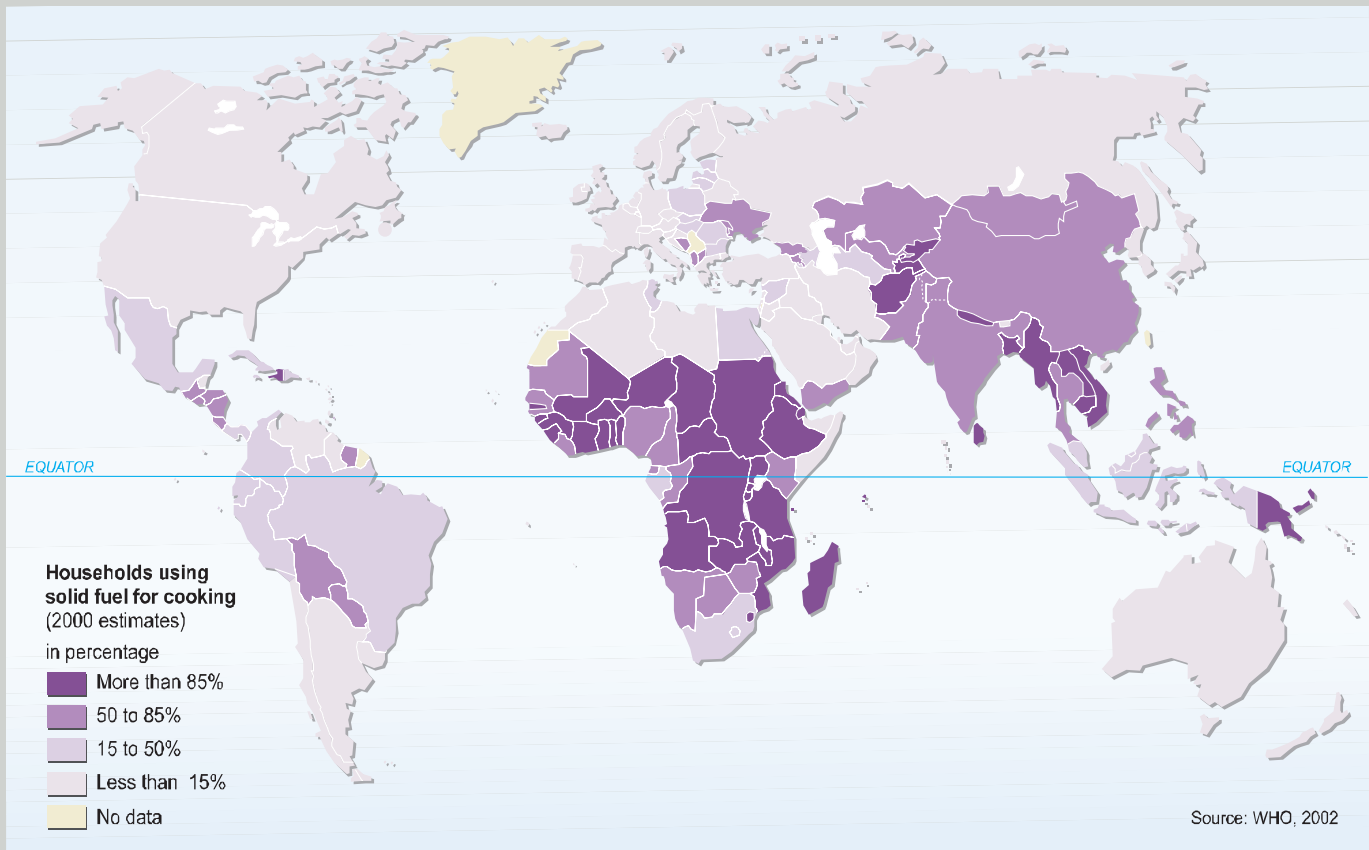 EQUATOR
EQUATOR
Households using
solid fuel for cooking
(2000 estimates)
in percentage
More than 85%
50 to 85%
15 to 50%
Less than 15%
No data
Source: WHO, 2002